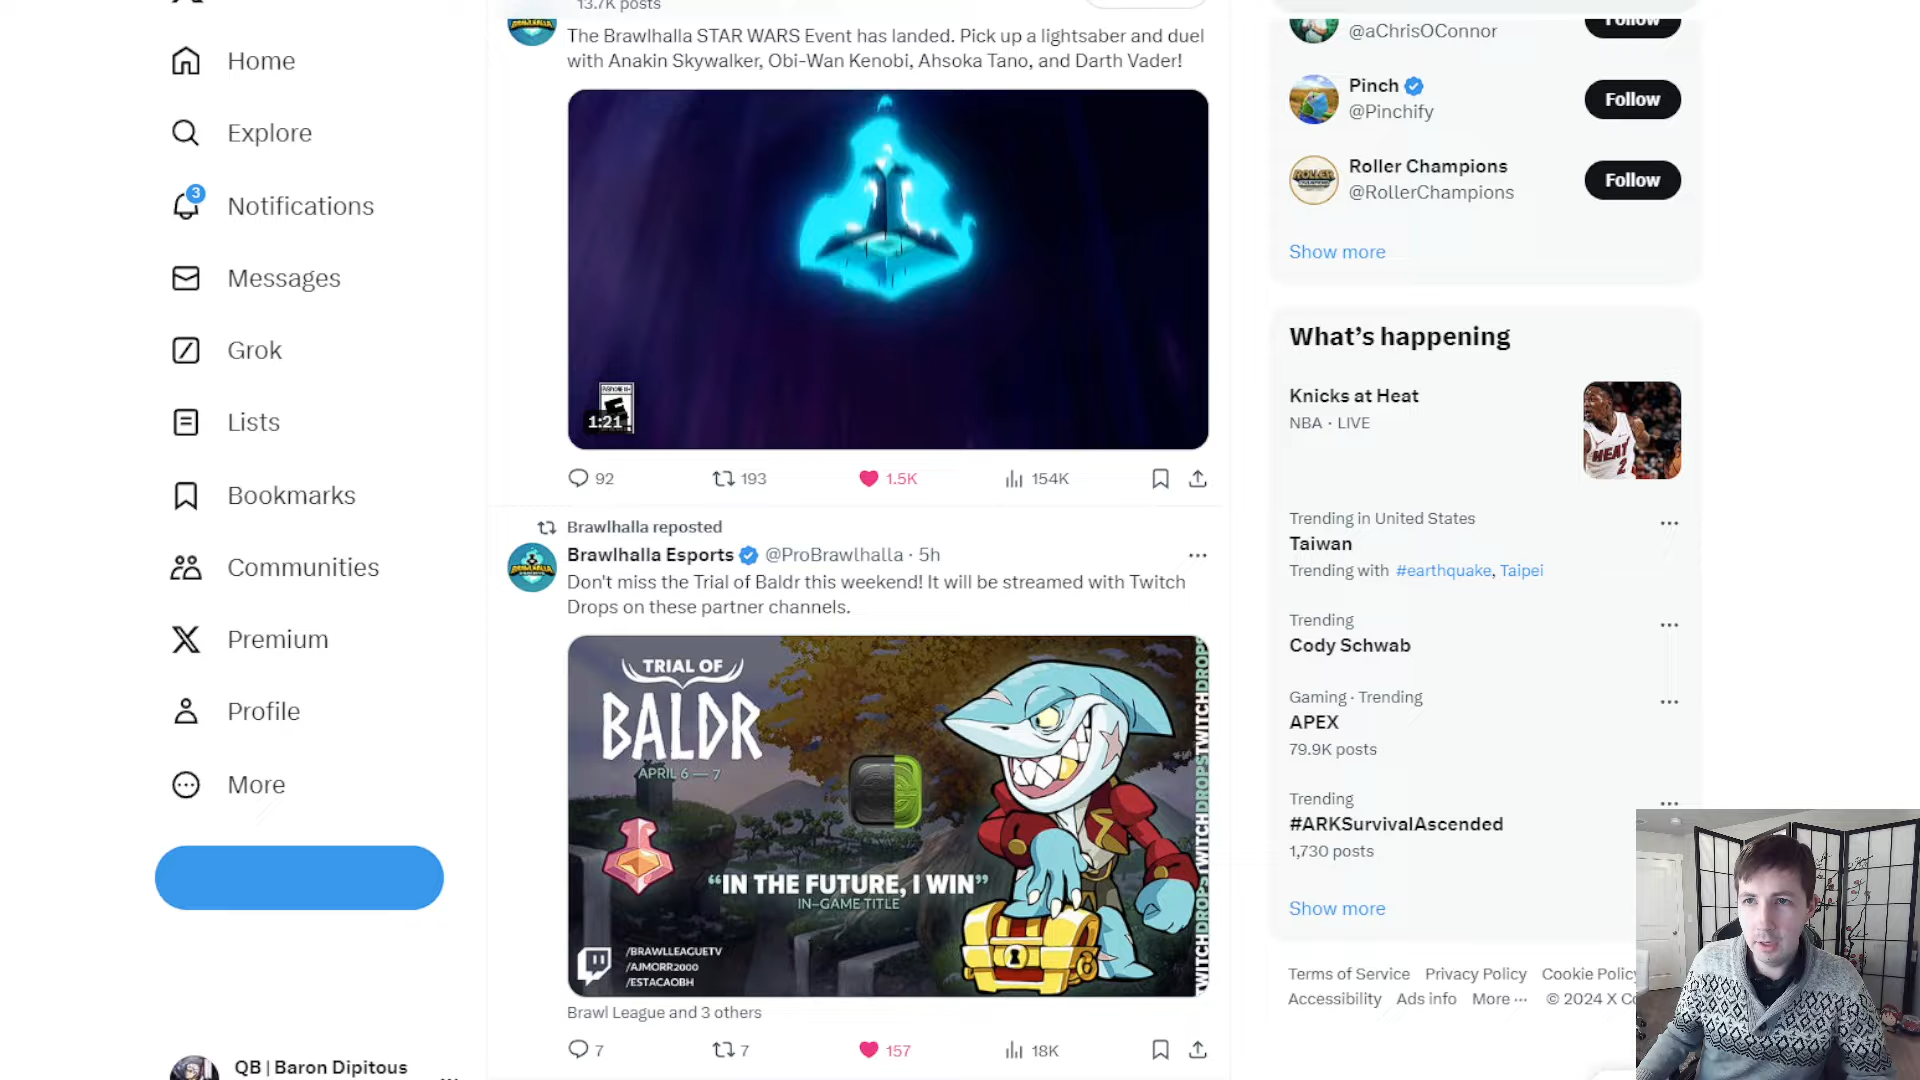 Home
Explore
3
Notifications
Messages
Grok
Lists
Bookmarks
Communities
Premium
Profile
More
QB | Baron Dipitous
13.7K posts
The Brawlhalla STAR WARS Event has landed. Pick up a lightsaber and duel
with Anakin Skywalker, Obi-Wan Kenobi, Ahsoka Tano, and Darth Vader!
1:21
92
193
1.5K
154K
Brawlhalla reposted
Brawlhalla Esports @ProBrawlhalla · 5h
Don't miss the Trial of Baldr this weekend! It will be streamed with Twitch
Drops on these partner channels.
TRIAL OF
BALDR
APRIL 6 — 7
"IN THE FUTURE, I WIN"
IN-GAME TITLE
/BRAWLLEAGUETV
/AJMORR2000
/ESTACAOBH
TWITCHDROPSTWITCHDROPSTWITCHDROPS
Brawl League and 3 others
7
7
157
18K
@aChrisOConnor
Follow
Pinch
@Pinchify
Follow
Roller Champions
@RollerChampions
Follow
Show more
What's happening
Knicks at Heat
NBA · LIVE
HEAT
2
Trending in United States
Taiwan
Trending with #earthquake, Taipei
Trending
Cody Schwab
Gaming · Trending
APEX
79.9K posts
Trending
#ARKSurvivalAscended
1,730 posts
Show more
Terms of Service Privacy Policy Cookie Policy
Accessibility Ads info More ··· © 2024 X